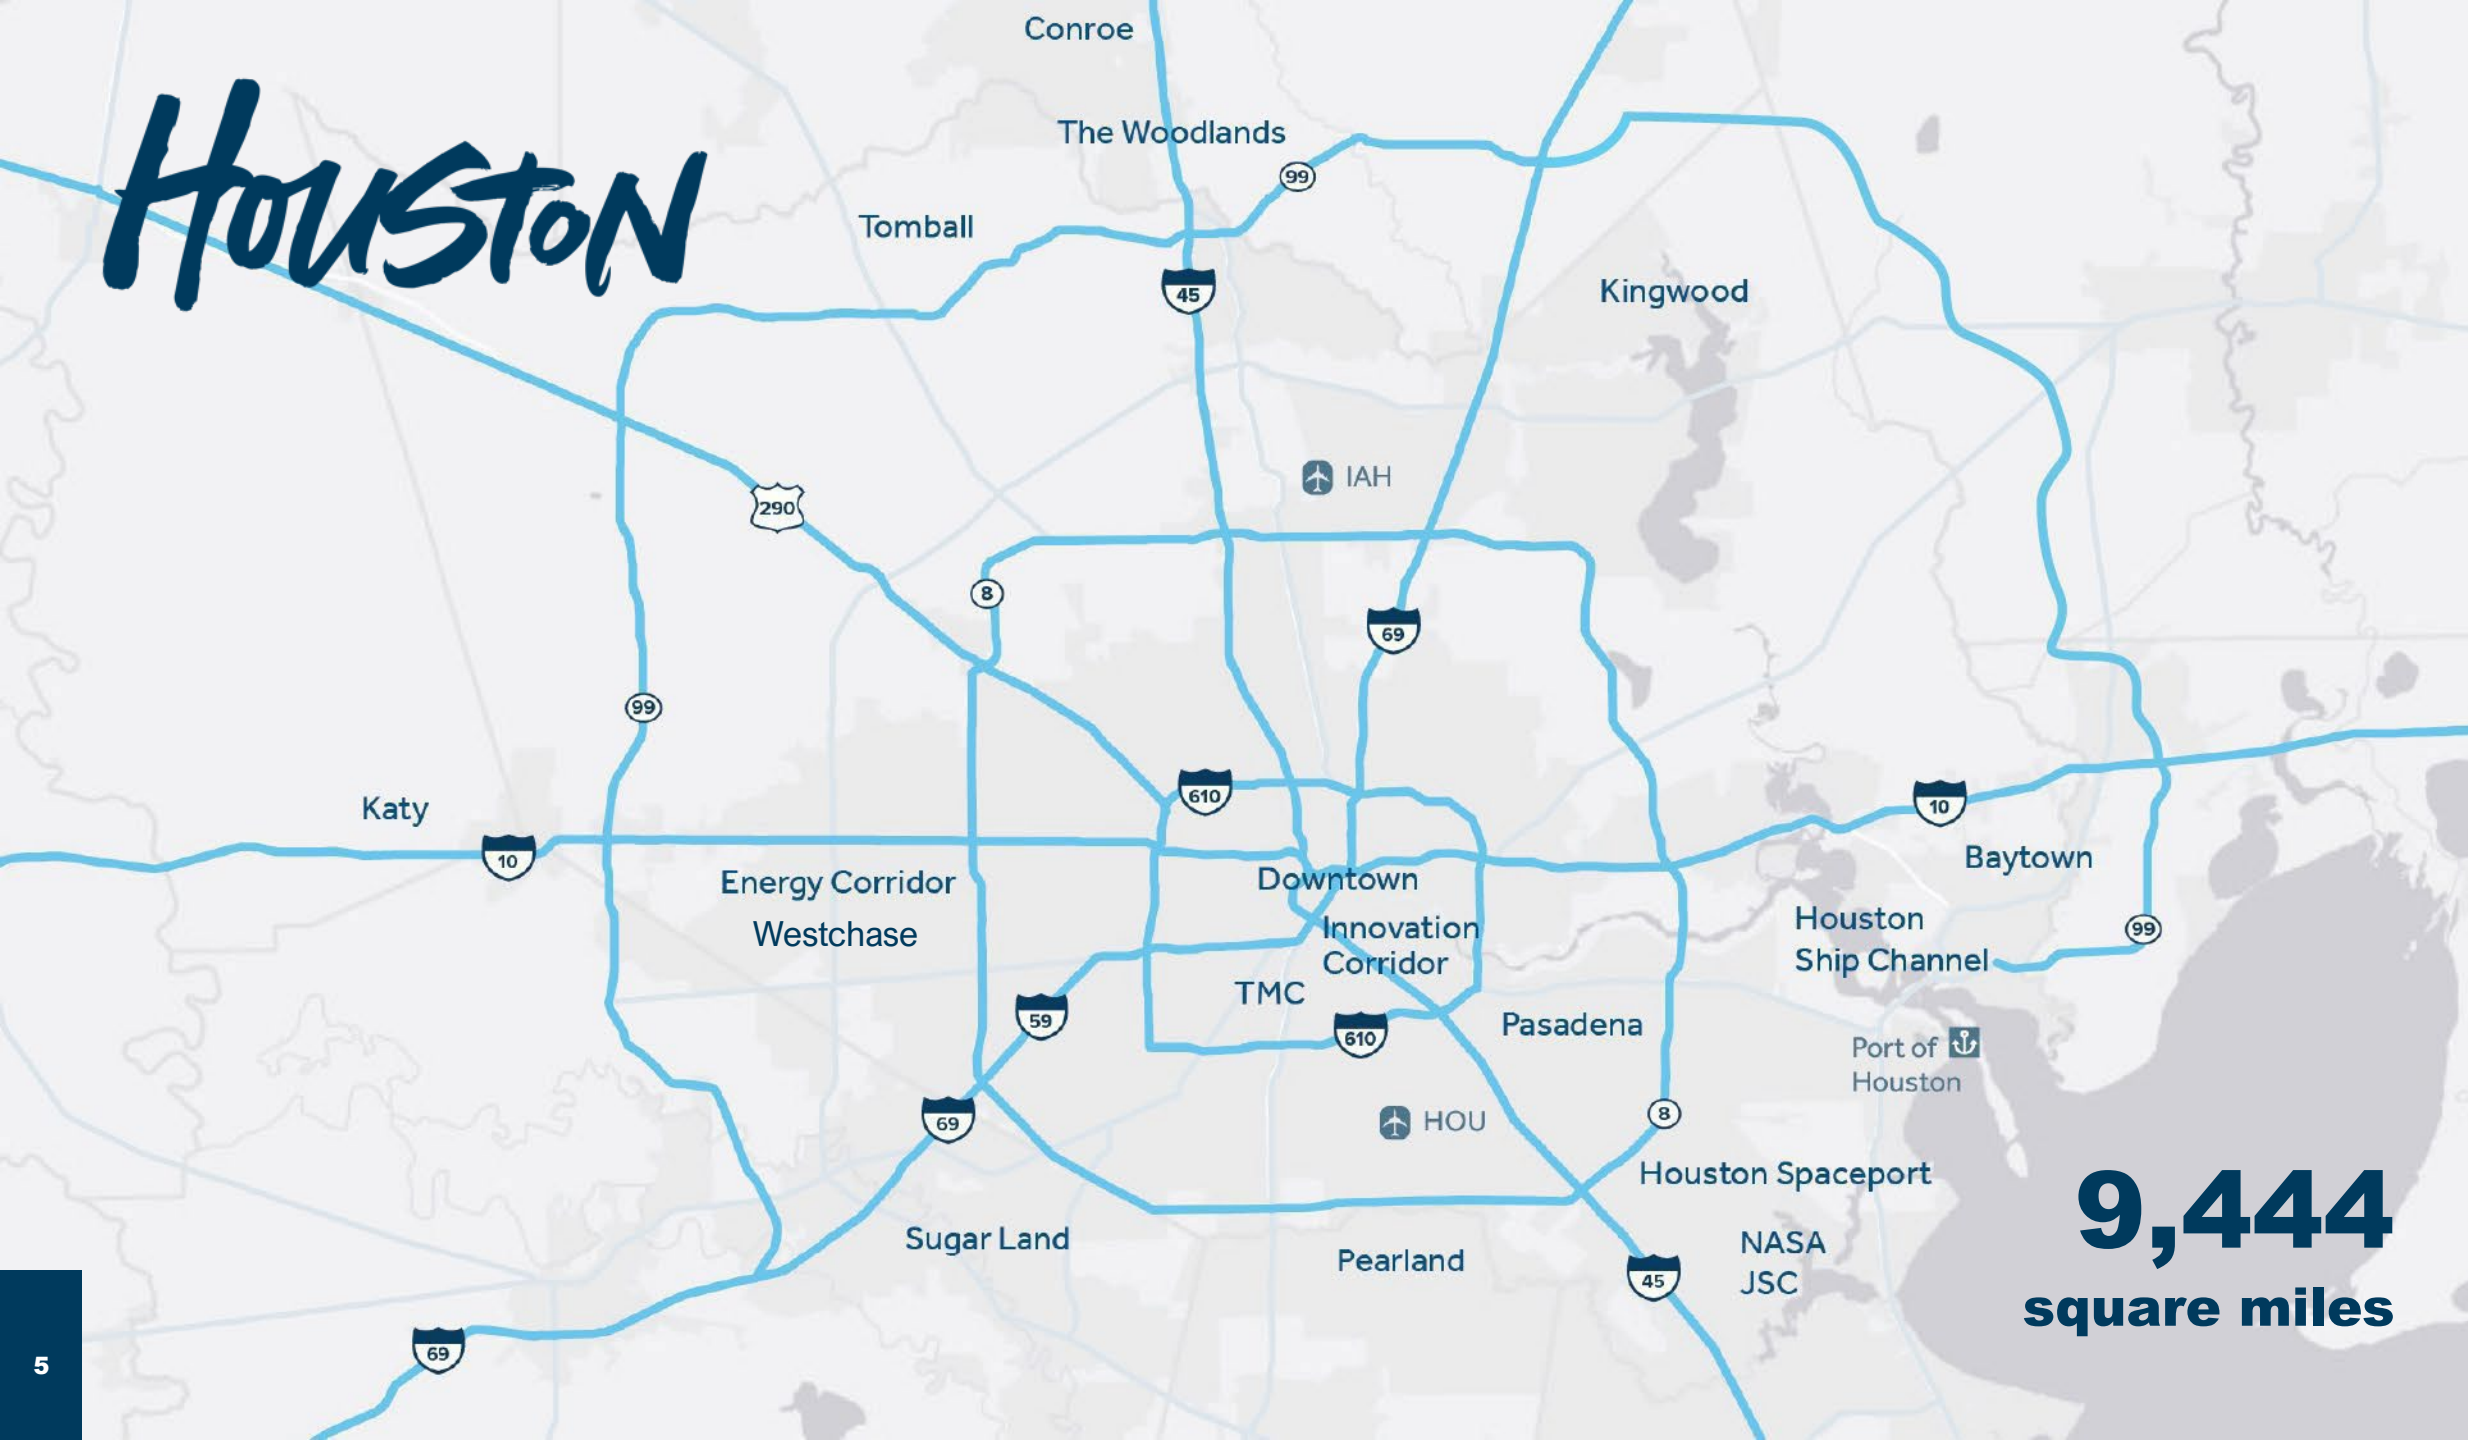 Conroe
Houston
The Woodlands
99
Tomball
45
Kingwood
IAH
290
8
69
99
610
10
Katy
10
Baytown
Energy Corridor
Downtown
Westchase
Innovation
Corridor
Houston
Ship Channel
99
TMC
59
610
Pasadena
Port of
Houston
69
HOU
8
Houston Spaceport
9,444
square miles
Sugar Land
Pearland
NASA
JSC
45
69
5